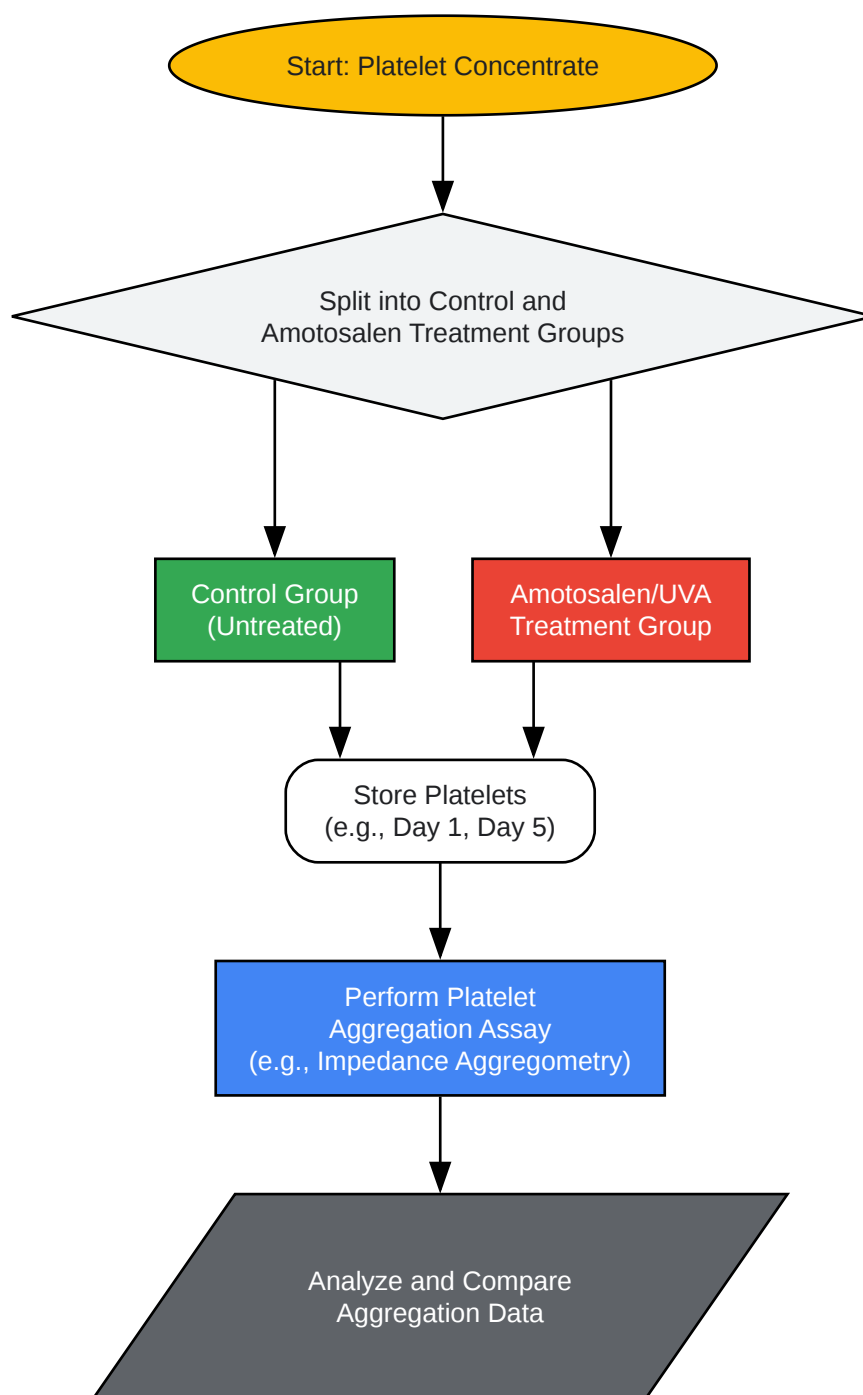 Start: Platelet Concentrate
Split into Control and
Amotosalen Treatment Groups
Control Group
(Untreated)
Amotosalen/UVA
Treatment Group
Store Platelets
(e.g., Day 1, Day 5)
Perform Platelet
Aggregation Assay
(e.g., Impedance Aggregometry)
Analyze and Compare
Aggregation Data